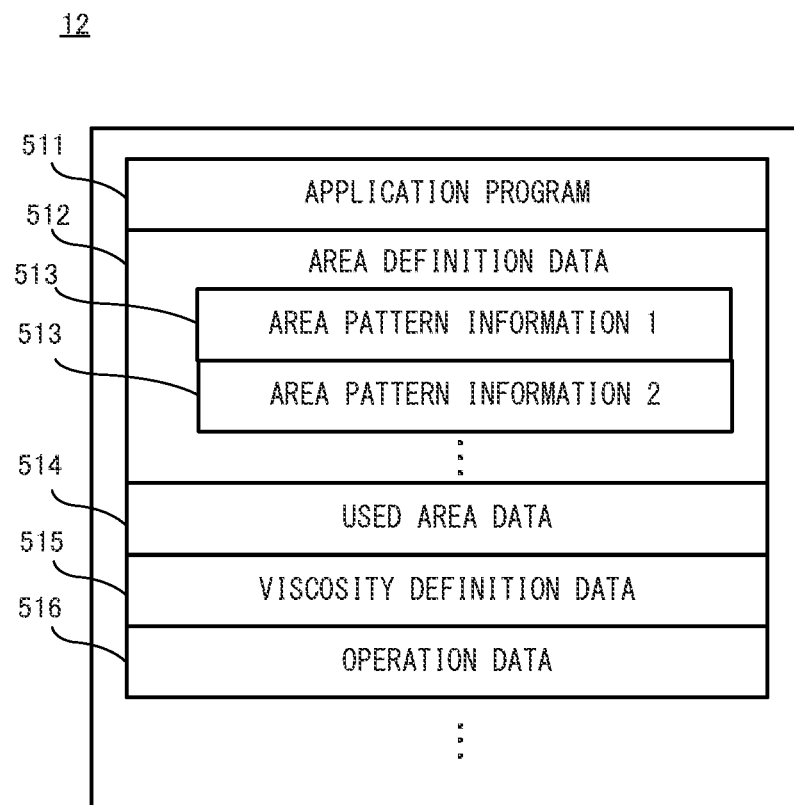 12
511
APPLICATION PROGRAM
512
AREA DEFINITION DATA
513
AREA PATTERN INFORMATION 1
513
AREA PATTERN INFORMATION 2
514
USED AREA DATA
515
VISCOSITY DEFINITION DATA
516
OPERATION DATA